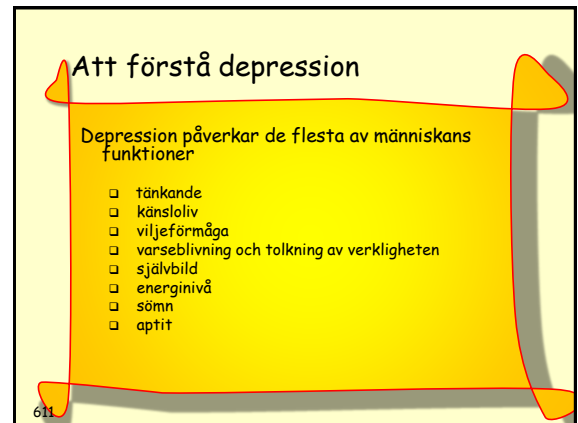 Att förstå depression
Depression påverkar de flesta av människans
funktioner
❑ tänkande
❑ känsloliv
❑ viljeförmåga
❑ varseblivning och tolkning av verkligheten
❑ självbild
❑ energinivå
❑ sömn
❑ aptit
611